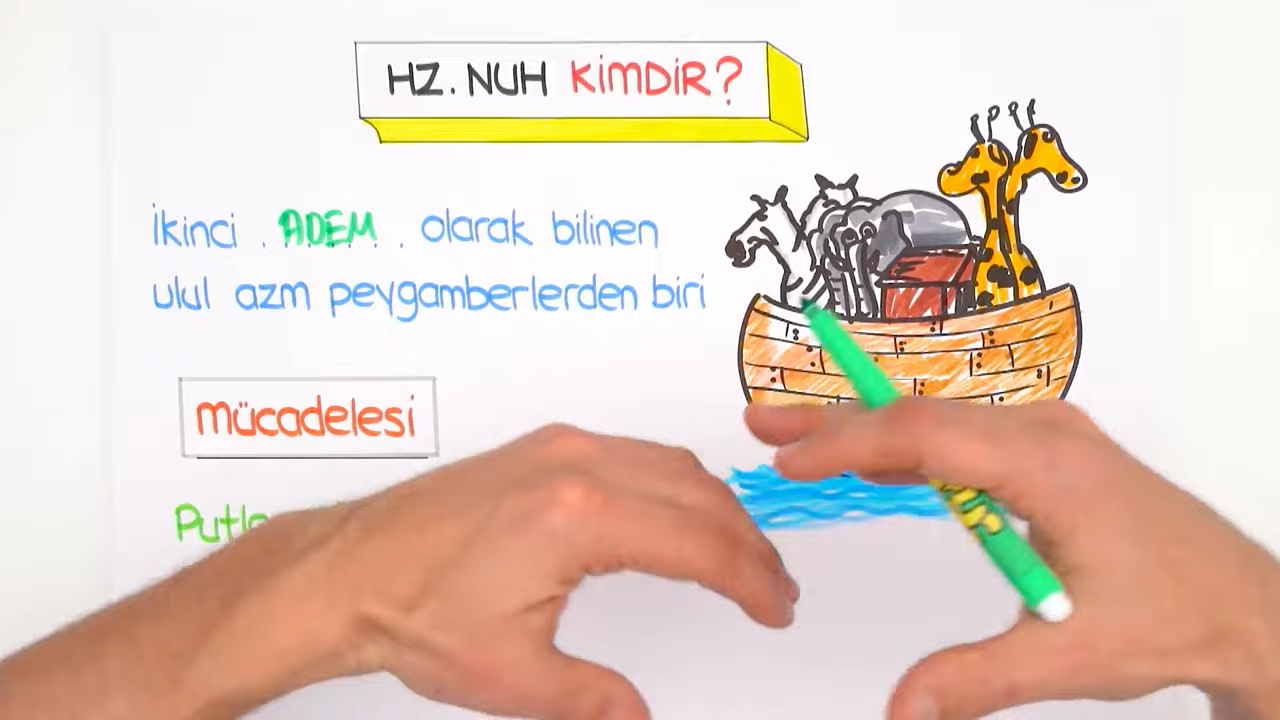 HZ. NUH KİMDİR?
İkinci . ADEM . olarak bilinen
ulul azm peygamberlerden biri
mücadelesi